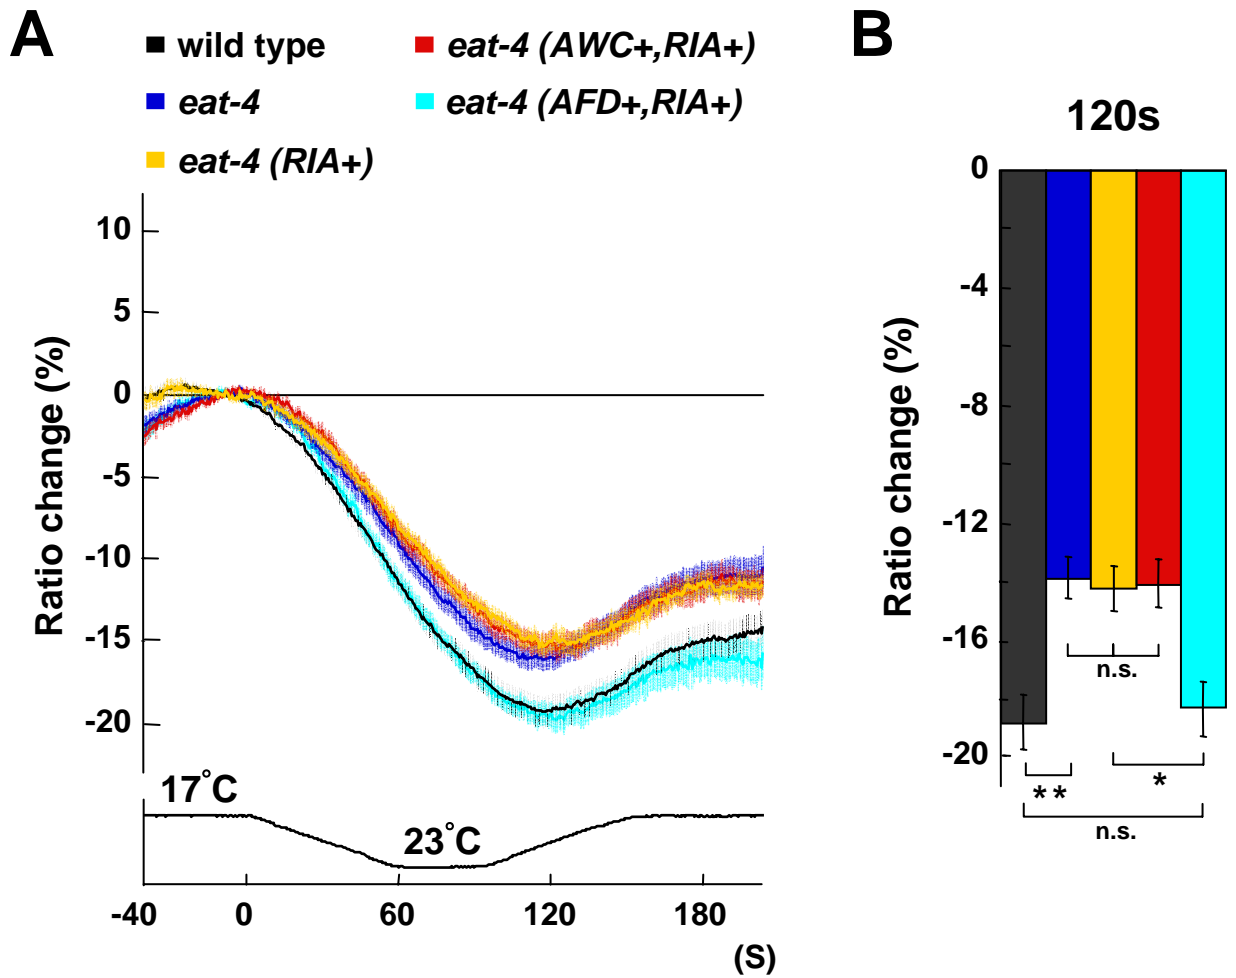 A
wild type
eat-4 (AWC+,RIA+)
eat-4
eat-4 (AFD+,RIA+)
eat-4 (RIA+)
10
5
0
-5
-10
-15
-20
Ratio change (%)
17°C
23°C
-40 0 60 120 180
(S)
B
120s
0
-4
-8
-12
-16
-20
Ratio change (%)
n.s.
*
**
n.s.